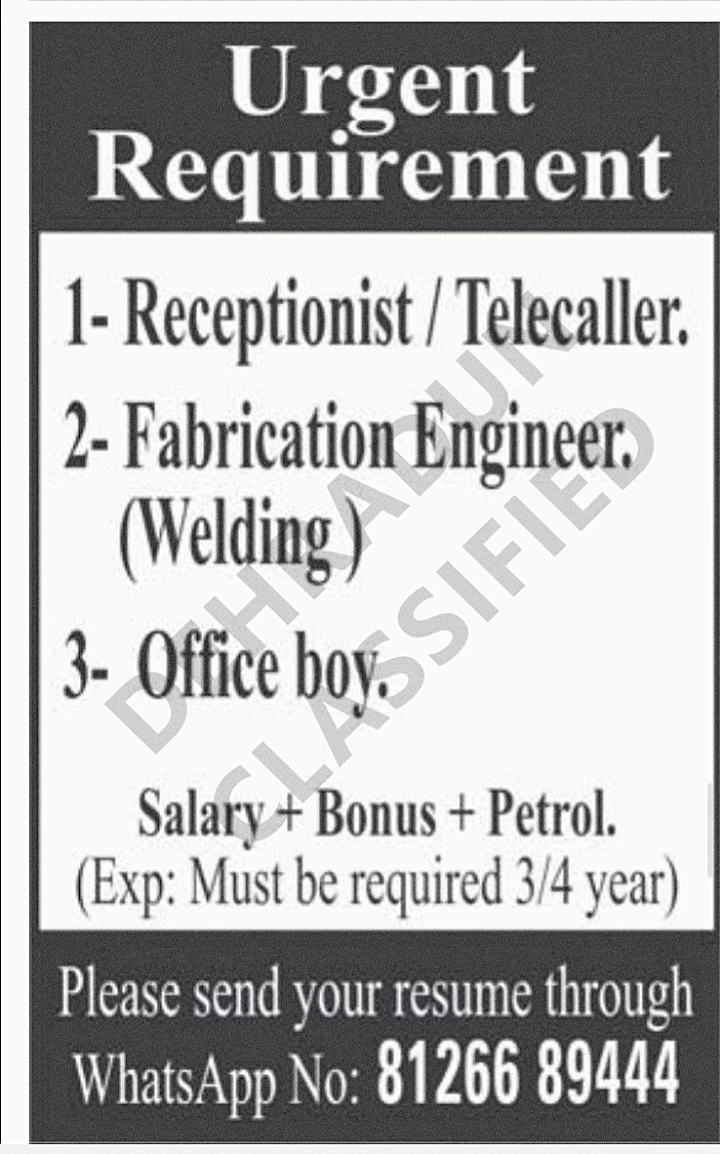 Urgent
Requirement
1- Receptionist / Telecaller.
2- Fabrication Engineer.
(Welding )
3- Office boy.
Salary + Bonus + Petrol.
(Exp: Must be required 3/4 year)
Please send your resume through
WhatsApp No: 81266 89444
DEHRADUN
CLASSIFIED